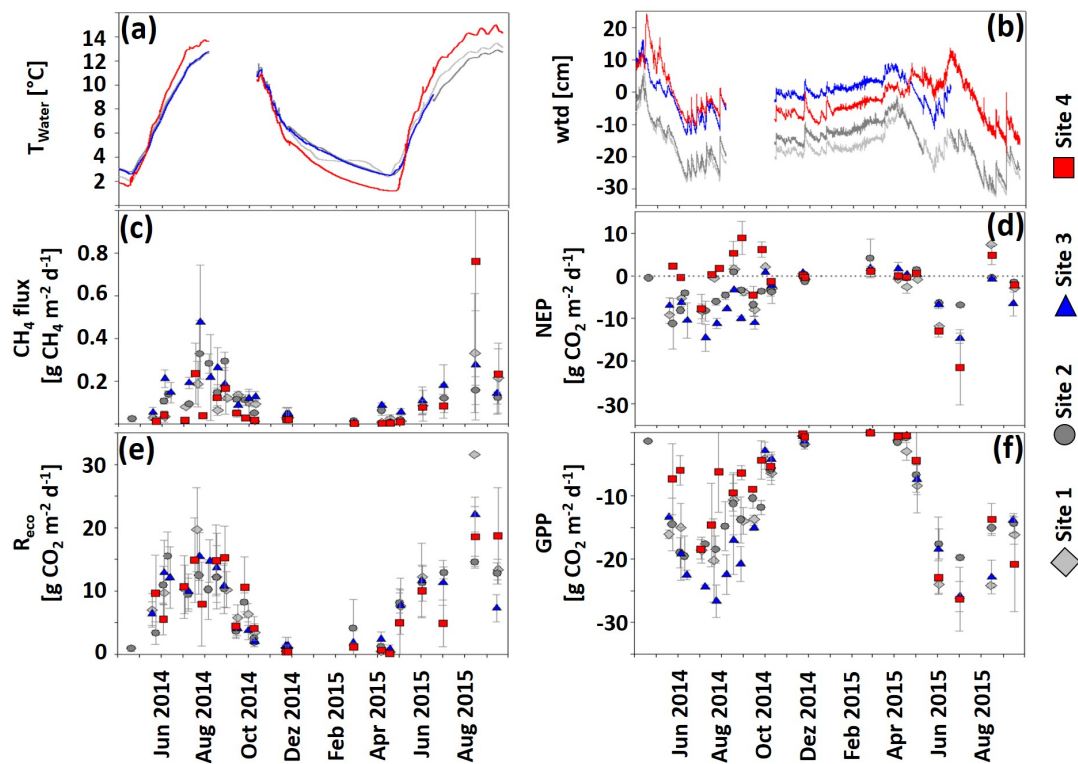 (a)
T_Water [°C]
14
12
10
8
6
4
2
(b)
wtd [cm]
20
10
0
-10
-20
-30
(c)
CH₄ flux
[g CH₄ m⁻² d⁻¹]
0.8
0.6
0.4
0.2
(d)
NEP
[g CO₂ m⁻² d⁻¹]
10
5
0
-10
-20
-30
(e)
R_eco
[g CO₂ m⁻² d⁻¹]
30
20
10
0
(f)
GPP
[g CO₂ m⁻² d⁻¹]
-10
-20
-30
Jun 2014
Aug 2014
Oct 2014
Dez 2014
Feb 2015
Apr 2015
Jun 2015
Aug 2015
Jun 2014
Aug 2014
Oct 2014
Dez 2014
Feb 2015
Apr 2015
Jun 2015
Aug 2015
Site 4
Site 3
Site 2
Site 1